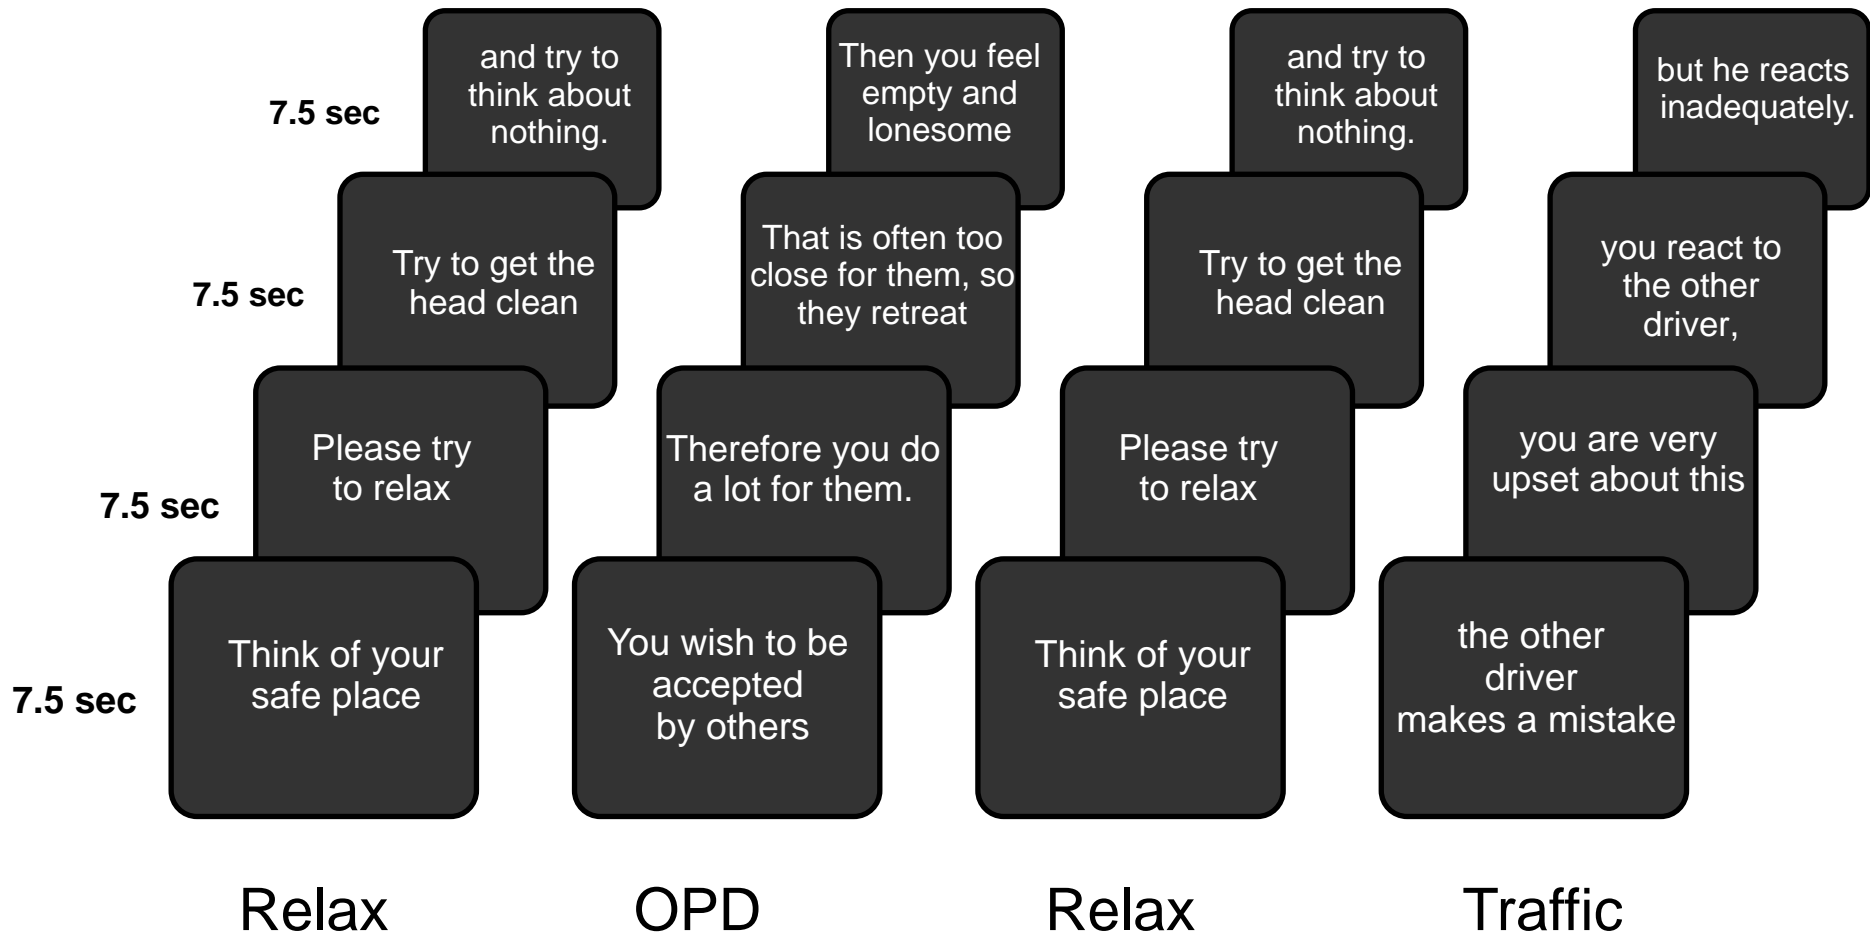 7.5 sec
and try to
think about
nothing.
Then you feel
empty and
lonesome
and try to
think about
nothing.
but he reacts
inadequately.
7.5 sec
Try to get the
head clean
That is often too
close for them, so
they retreat
Try to get the
head clean
you react to
the other
driver,
7.5 sec
Please try
to relax
Therefore you do
a lot for them.
Please try
to relax
you are very
upset about this
7.5 sec
Think of your
safe place
You wish to be
accepted
by others
Think of your
safe place
the other
driver
makes a mistake
Relax
OPD
Relax
Traffic